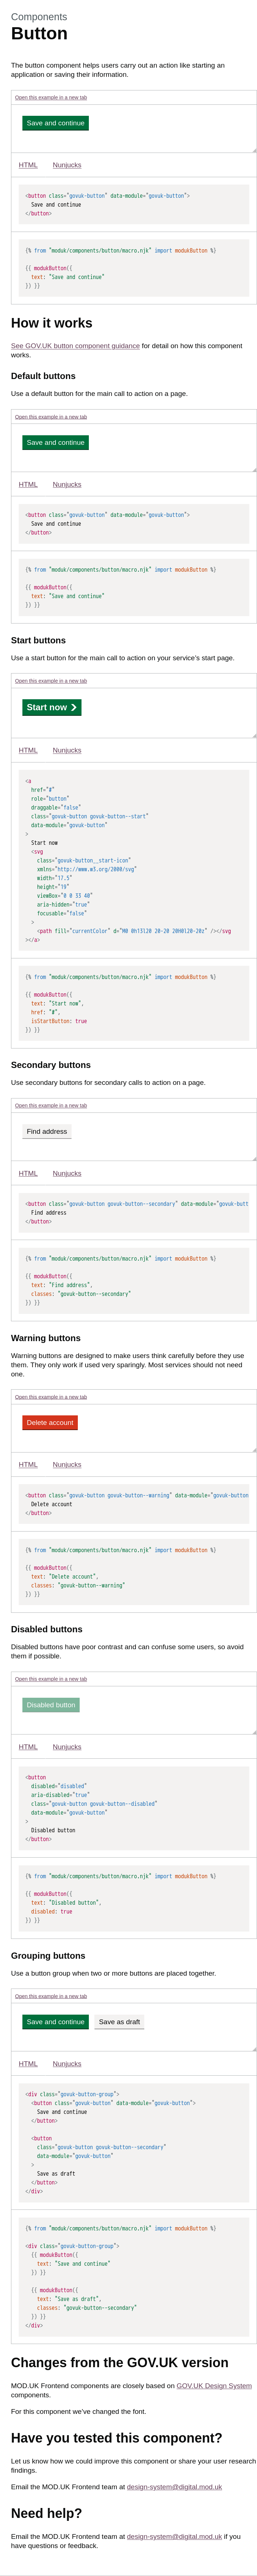 Components
Button
The button component helps users carry out an action like starting an
application or saving their information.
Open this example in a new tab
Save and continue
HTML Nunjucks
<button class="govuk-button" data-module="govuk-button">
  Save and continue
</button>
{% from "moduk/components/button/macro.njk" import modukButton %}
{{ modukButton({
  text: "Save and continue"
}) }}
How it works
See GOV.UK button component guidance for detail on how this component
works.
Default buttons
Use a default button for the main call to action on a page.
Open this example in a new tab
Save and continue
HTML Nunjucks
<button class="govuk-button" data-module="govuk-button">
  Save and continue
</button>
{% from "moduk/components/button/macro.njk" import modukButton %}
{{ modukButton({
  text: "Save and continue"
}) }}
Start buttons
Use a start button for the main call to action on your service's start page.
Open this example in a new tab
Start now
HTML Nunjucks
<a
  href="#"
  role="button"
  draggable="false"
  class="govuk-button govuk-button--start"
  data-module="govuk-button"
>
  Start now
  <svg
    class="govuk-button__start-icon"
    xmlns="http://www.w3.org/2000/svg"
    width="17.5"
    height="19"
    viewBox="0 0 33 40"
    aria-hidden="true"
    focusable="false"
  >
    <path fill="currentColor" d="M0 0h13l20 20-20 20H0l20-20z" /></svg
></a>
{% from "moduk/components/button/macro.njk" import modukButton %}
{{ modukButton({
  text: "Start now",
  href: "#",
  isStartButton: true
}) }}
Secondary buttons
Use secondary buttons for secondary calls to action on a page.
Open this example in a new tab
Find address
HTML Nunjucks
<button class="govuk-button govuk-button--secondary" data-module="govuk-butt
  Find address
</button>
{% from "moduk/components/button/macro.njk" import modukButton %}
{{ modukButton({
  text: "Find address",
  classes: "govuk-button--secondary"
}) }}
Warning buttons
Warning buttons are designed to make users think carefully before they use
them. They only work if used very sparingly. Most services should not need
one.
Open this example in a new tab
Delete account
HTML Nunjucks
<button class="govuk-button govuk-button--warning" data-module="govuk-button
  Delete account
</button>
{% from "moduk/components/button/macro.njk" import modukButton %}
{{ modukButton({
  text: "Delete account",
  classes: "govuk-button--warning"
}) }}
Disabled buttons
Disabled buttons have poor contrast and can confuse some users, so avoid
them if possible.
Open this example in a new tab
Disabled button
HTML Nunjucks
<button
  disabled="disabled"
  aria-disabled="true"
  class="govuk-button govuk-button--disabled"
  data-module="govuk-button"
>
  Disabled button
</button>
{% from "moduk/components/button/macro.njk" import modukButton %}
{{ modukButton({
  text: "Disabled button",
  disabled: true
}) }}
Grouping buttons
Use a button group when two or more buttons are placed together.
Open this example in a new tab
Save and continue Save as draft
HTML Nunjucks
<div class="govuk-button-group">
  <button class="govuk-button" data-module="govuk-button">
    Save and continue
  </button>
  <button
    class="govuk-button govuk-button--secondary"
    data-module="govuk-button"
  >
    Save as draft
  </button>
</div>
{% from "moduk/components/button/macro.njk" import modukButton %}
<div class="govuk-button-group">
  {{ modukButton({
    text: "Save and continue"
  }) }}
  {{ modukButton({
    text: "Save as draft",
    classes: "govuk-button--secondary"
  }) }}
</div>
Changes from the GOV.UK version
MOD.UK Frontend components are closely based on GOV.UK Design System
components.
For this component we've changed the font.
Have you tested this component?
Let us know how we could improve this component or share your user research
findings.
Email the MOD.UK Frontend team at design-system@digital.mod.uk
Need help?
Email the MOD.UK Frontend team at design-system@digital.mod.uk if you
have questions or feedback.